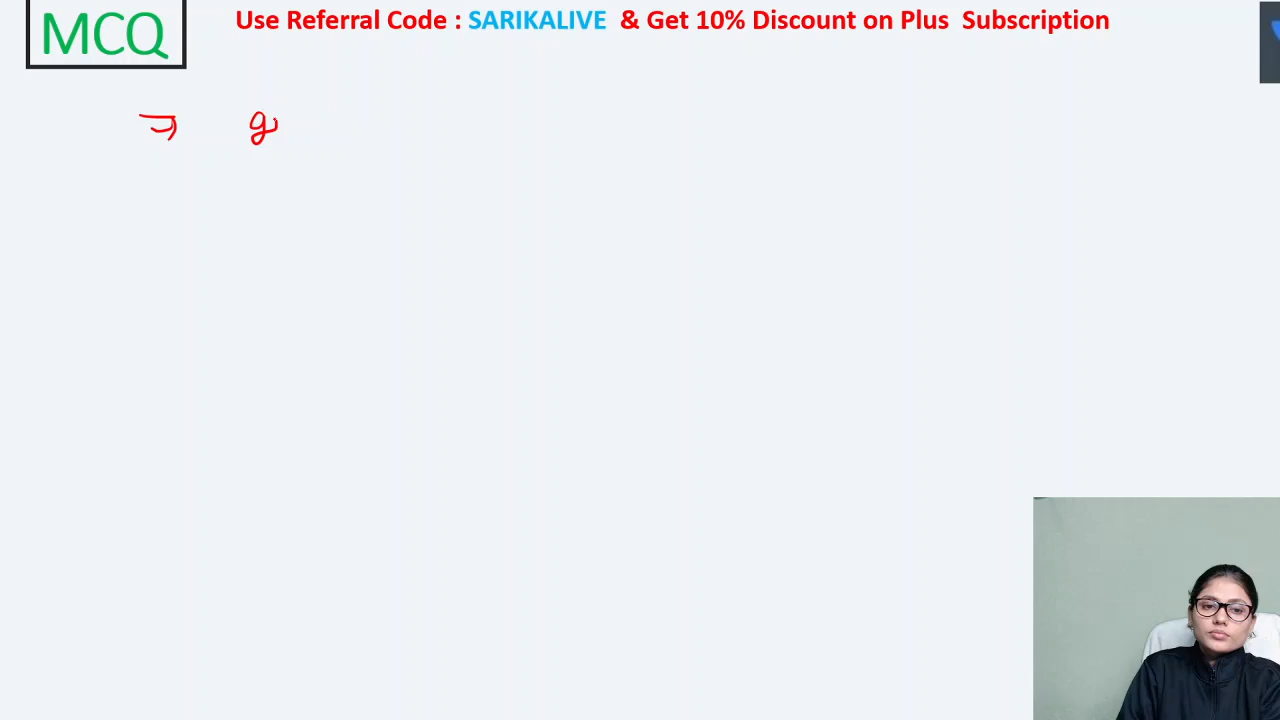 MCQ
Use Referral Code : SARIKALIVE & Get 10% Discount on Plus Subscription